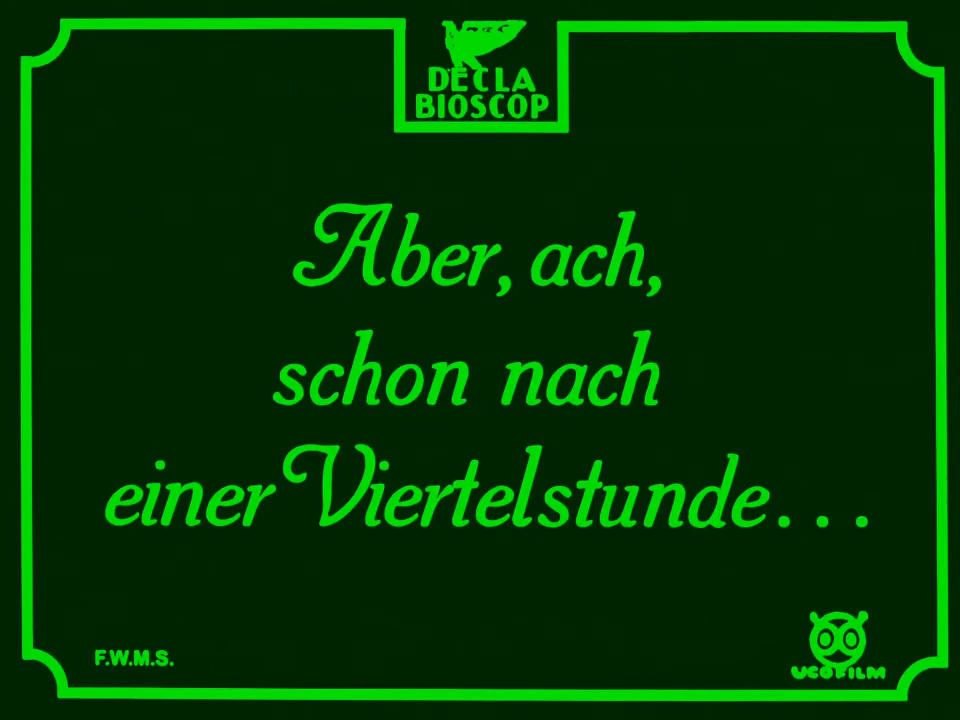 DECLA
BIOSCOP
Aber, ach,
schon nach
einer Viertelstunde...
F.W.M.S.
UCOFILM